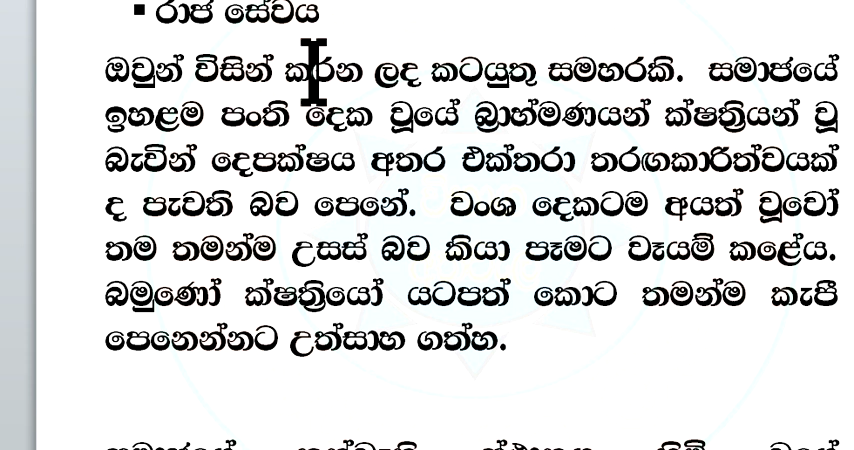 ▪ රාජ සේවය
ඔවුන් විසින් කරන ලද කටයුතු සමහරකි. සමාජයේ
ඉහළම පංති දෙක වූයේ බ්‍රාහ්මණයන් ක්ෂත්‍රියන් වූ
බැවින් දෙපක්ෂය අතර එක්තරා තරඟකාරිත්වයක්
ද පැවති බව පෙනේ. වංශ දෙකටම අයත් වූවෝ
තම තමන්ම උසස් බව කියා පෑමට වෑයම් කළේය.
බමුණෝ ක්ෂත්‍රියෝ යටපත් කොට තමන්ම කැපී
පෙනෙන්නට උත්සාහ ගත්හ.